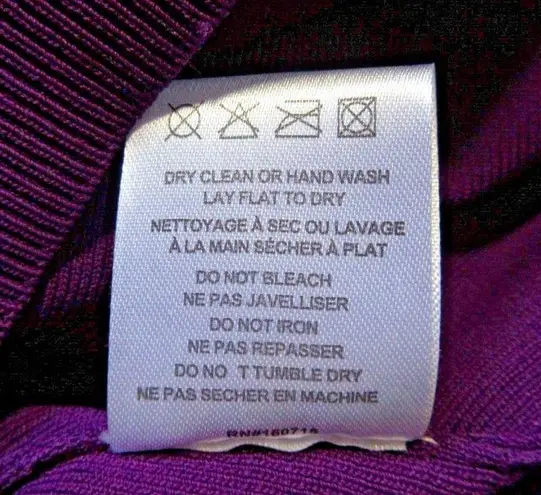 DRY CLEAN OR HAND WASH
LAY FLAT TO DRY
NETTOYAGE À SEC OU LAVAGE
À LA MAIN SÉCHER À PLAT
DO NOT BLEACH
NE PAS JAVELLISER
DO NOT IRON
NE PAS REPASSER
DO NO T TUMBLE DRY
NE PAS SECHER EN MACHINE